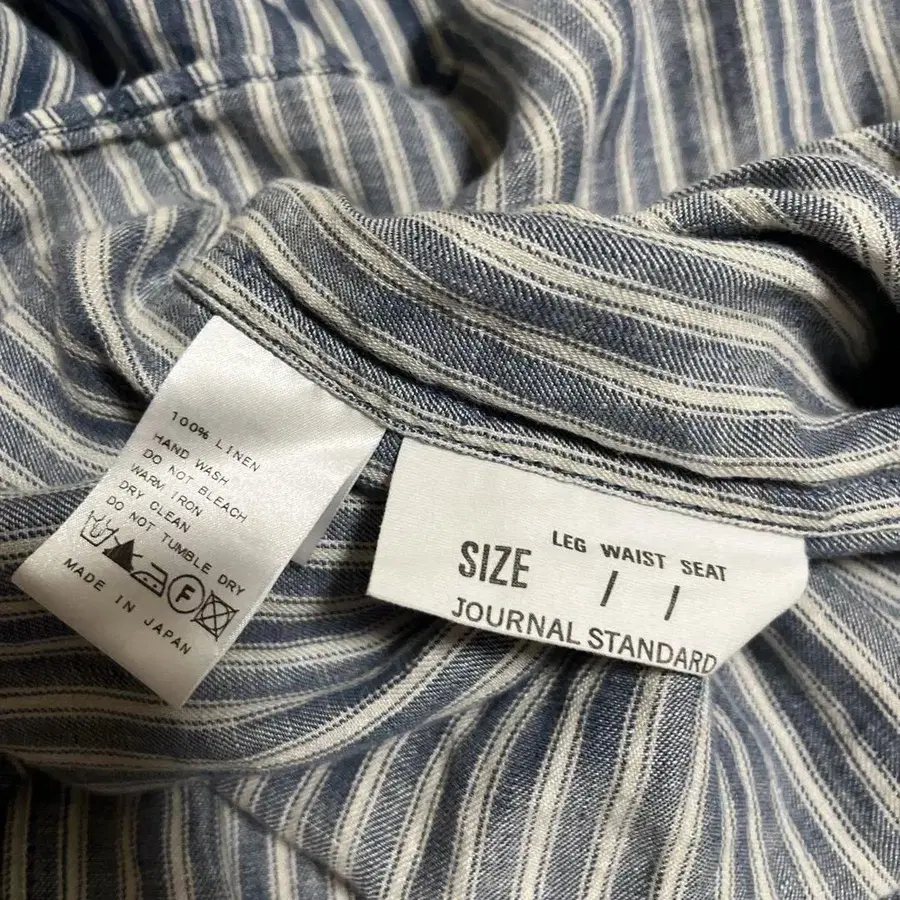 100% LINEN
HAND WASH
DO NOT BLEACH
WARM IRON
DRY CLEAN
DO NOT TUMBLE DRY
F
MADE IN JAPAN
LEG WAIST SEAT
SIZE / /
JOURNAL STANDARD